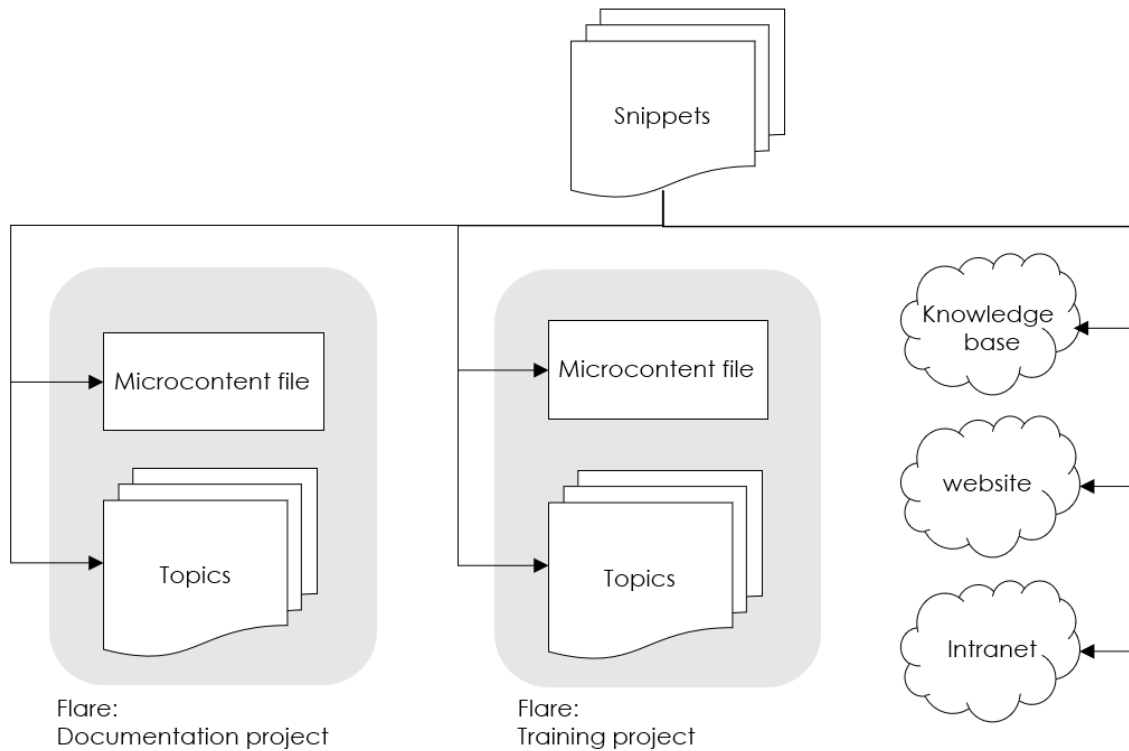 Snippets
Microcontent file
Topics
Flare:
Documentation project
Microcontent file
Topics
Flare:
Training project
Knowledge
base
website
Intranet